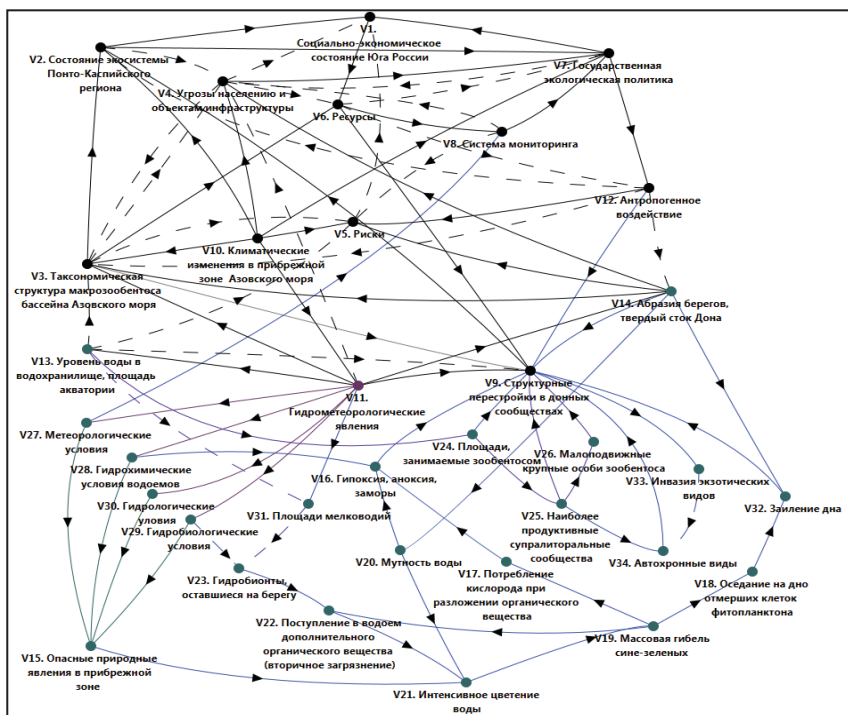 V1.
Социально-экономическое
состояние Юга России
V2. Состояние экосистемы
Понто-Каспийского
региона
V7. Государственная
экологическая политика
V4. Угрозы населению и
объектам инфраструктуры
V6. Ресурсы
V8. Система мониторинга
V12. Антропогенное
воздействие
V5. Риски
V10. Климатические
изменения в прибрежной
зоне Азовского моря
V3. Таксономическая
структура макрозообентоса
бассейна Азовского моря
V14. Абразия берегов,
твердый сток Дона
V13. Уровень воды в
водохранилище, площадь
акватории
V9. Структурные
перестройки в донных
сообществах
V11.
Гидрометеорологические
явления
V27. Метеорологические
условия
V24. Площади,
занимаемые зообентосом
V26. Малоподвижные
крупные особи зообентоса
V28. Гидрохимические
условия водоемов
V16. Гипоксия, аноксия,
заморы
V33. Инвазия экзотических
видов
V30. Гидрологические
уловия
V31. Площади мелководий
V32. Заиление дна
V29. Гидробиологические
условия
V25. Наиболее
продуктивные
супралиторальные
сообщества
V34. Автохронные виды
V20. Мутность воды
V17. Потребление
кислорода при
разложении органического
вещества
V23. Гидробионты,
оставшиеся на берегу
V18. Оседание на дно
отмерших клеток
фитопланктона
V22. Поступление в водоем
дополнительного
органического вещества
(вторичное загрязнение)
V19. Массовая гибель
сине-зеленых
V15. Опасные природные
явления в прибрежной
зоне
V21. Интенсивное цветение
воды